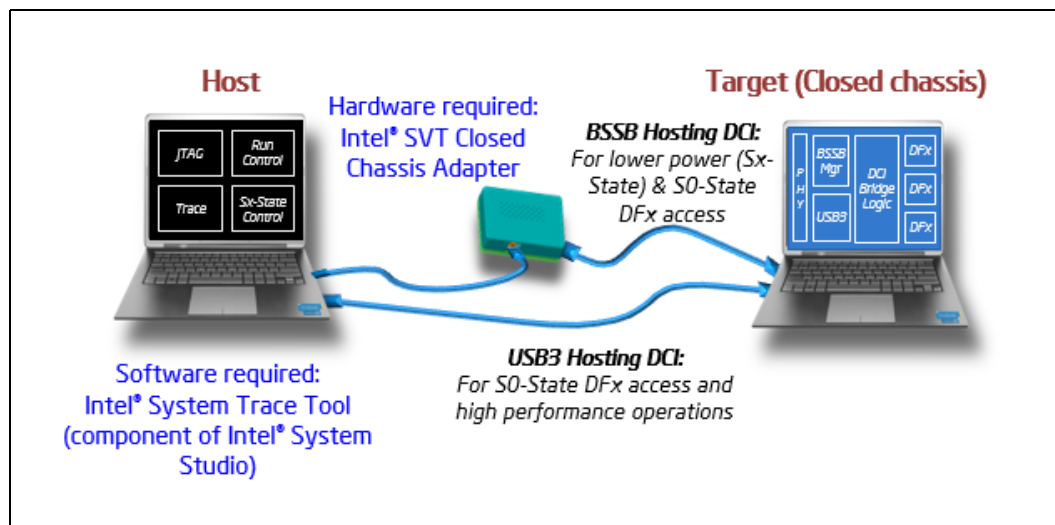 Host
Target (Closed chassis)
Hardware required:
Intel® SVT Closed
Chassis Adapter
BSSB Hosting DCI:
For lower power (Sx-
State) & S0-State
DFx access
JTAG
Run
Control
Trace
Sx-State
Control
P
H
Y
BSSB
Mgr
USB3
DCI
Bridge
Logic
DFx
DFx
DFx
USB3 Hosting DCI:
For S0-State DFx access and
high performance operations
Software required:
Intel® System Trace Tool
(component of Intel® System
Studio)